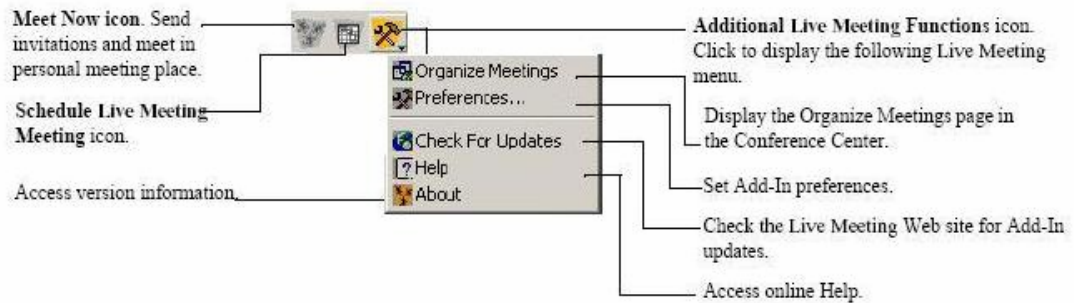 Meet Now icon. Send
invitations and meet in
personal meeting place.
Schedule Live Meeting
Meeting icon.
Access version information.
Organize Meetings
Preferences...
Check For Updates
Help
About
Additional Live Meeting Functions icon.
Click to display the following Live Meeting
menu.
Display the Organize Meetings page in
the Conference Center.
Set Add-In preferences.
Check the Live Meeting Web site for Add-In
updates.
Access online Help.